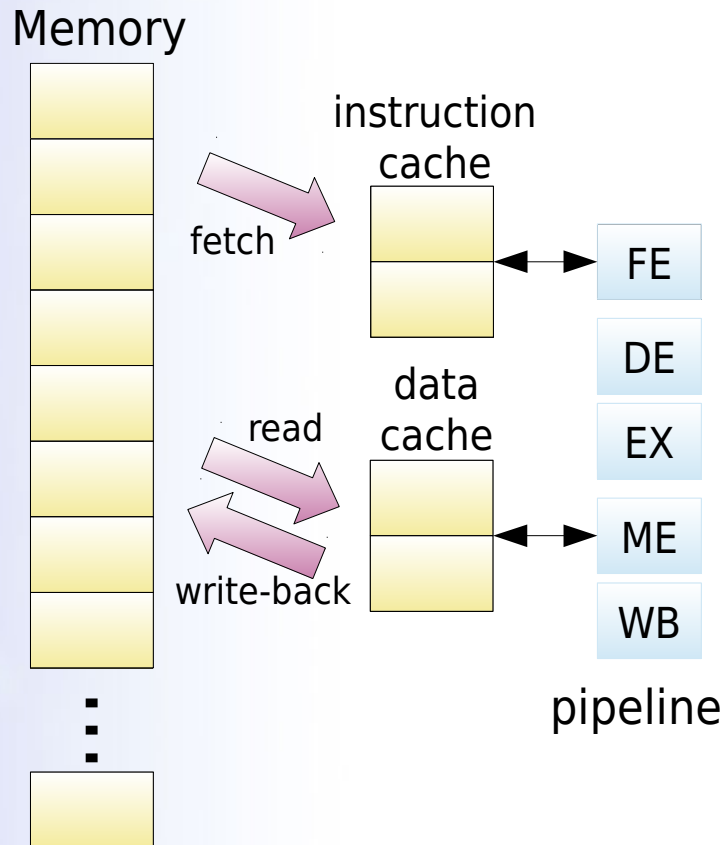 Memory
instruction
cache
fetch
FE
DE
data
cache
read
EX
ME
write-back
WB
pipeline